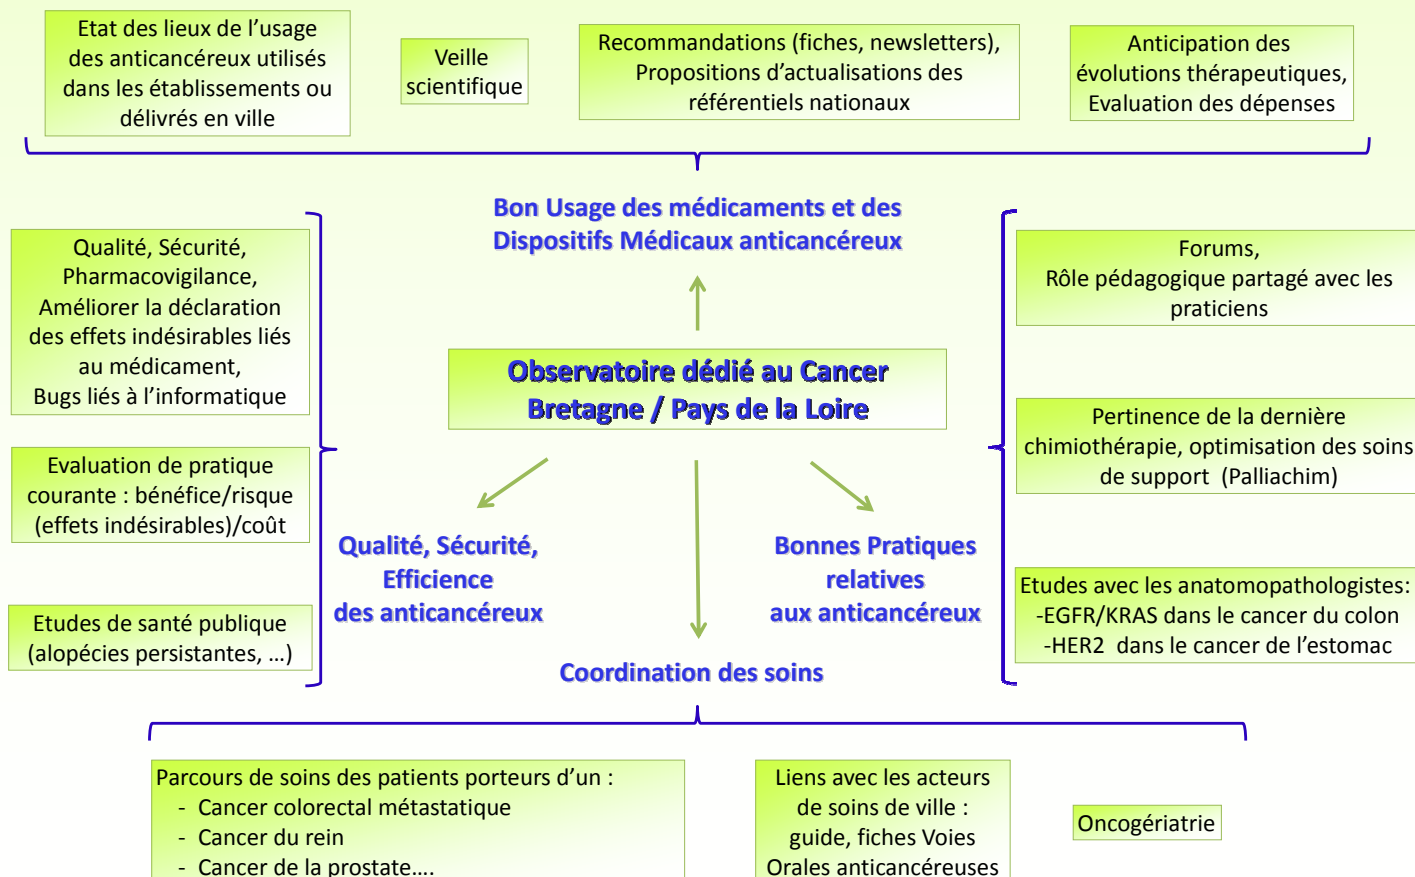 Etat des lieux de l’usage
des anticancéreux utilisés
dans les établissements ou
délivrés en ville
Veille
scientifique
Recommandations (fiches, newsletters),
Propositions d’actualisations des
référentiels nationaux
Anticipation des
évolutions thérapeutiques,
Evaluation des dépenses
Bon Usage des médicaments et des
Dispositifs Médicaux anticancéreux
Qualité, Sécurité,
Pharmacovigilance,
Améliorer la déclaration
des effets indésirables liés
au médicament,
Bugs liés à l’informatique
Evaluation de pratique
courante : bénéfice/risque
(effets indésirables)/coût
Etudes de santé publique
(alopécies persistantes, …)
Observatoire dédié au Cancer
Bretagne / Pays de la Loire
Qualité, Sécurité,
Efficience
des anticancéreux
Bonnes Pratiques
relatives
aux anticancéreux
Forums,
Rôle pédagogique partagé avec les
praticiens
Pertinence de la dernière
chimiothérapie, optimisation des soins
de support (Palliachim)
Etudes avec les anatomopathologistes:
-EGFR/KRAS dans le cancer du colon
-HER2 dans le cancer de l’estomac
Coordination des soins
Parcours de soins des patients porteurs d’un :
- Cancer colorectal métastatique
- Cancer du rein
- Cancer de la prostate….
Liens avec les acteurs
de soins de ville :
guide, fiches Voies
Orales anticancéreuses
Oncogériatrie